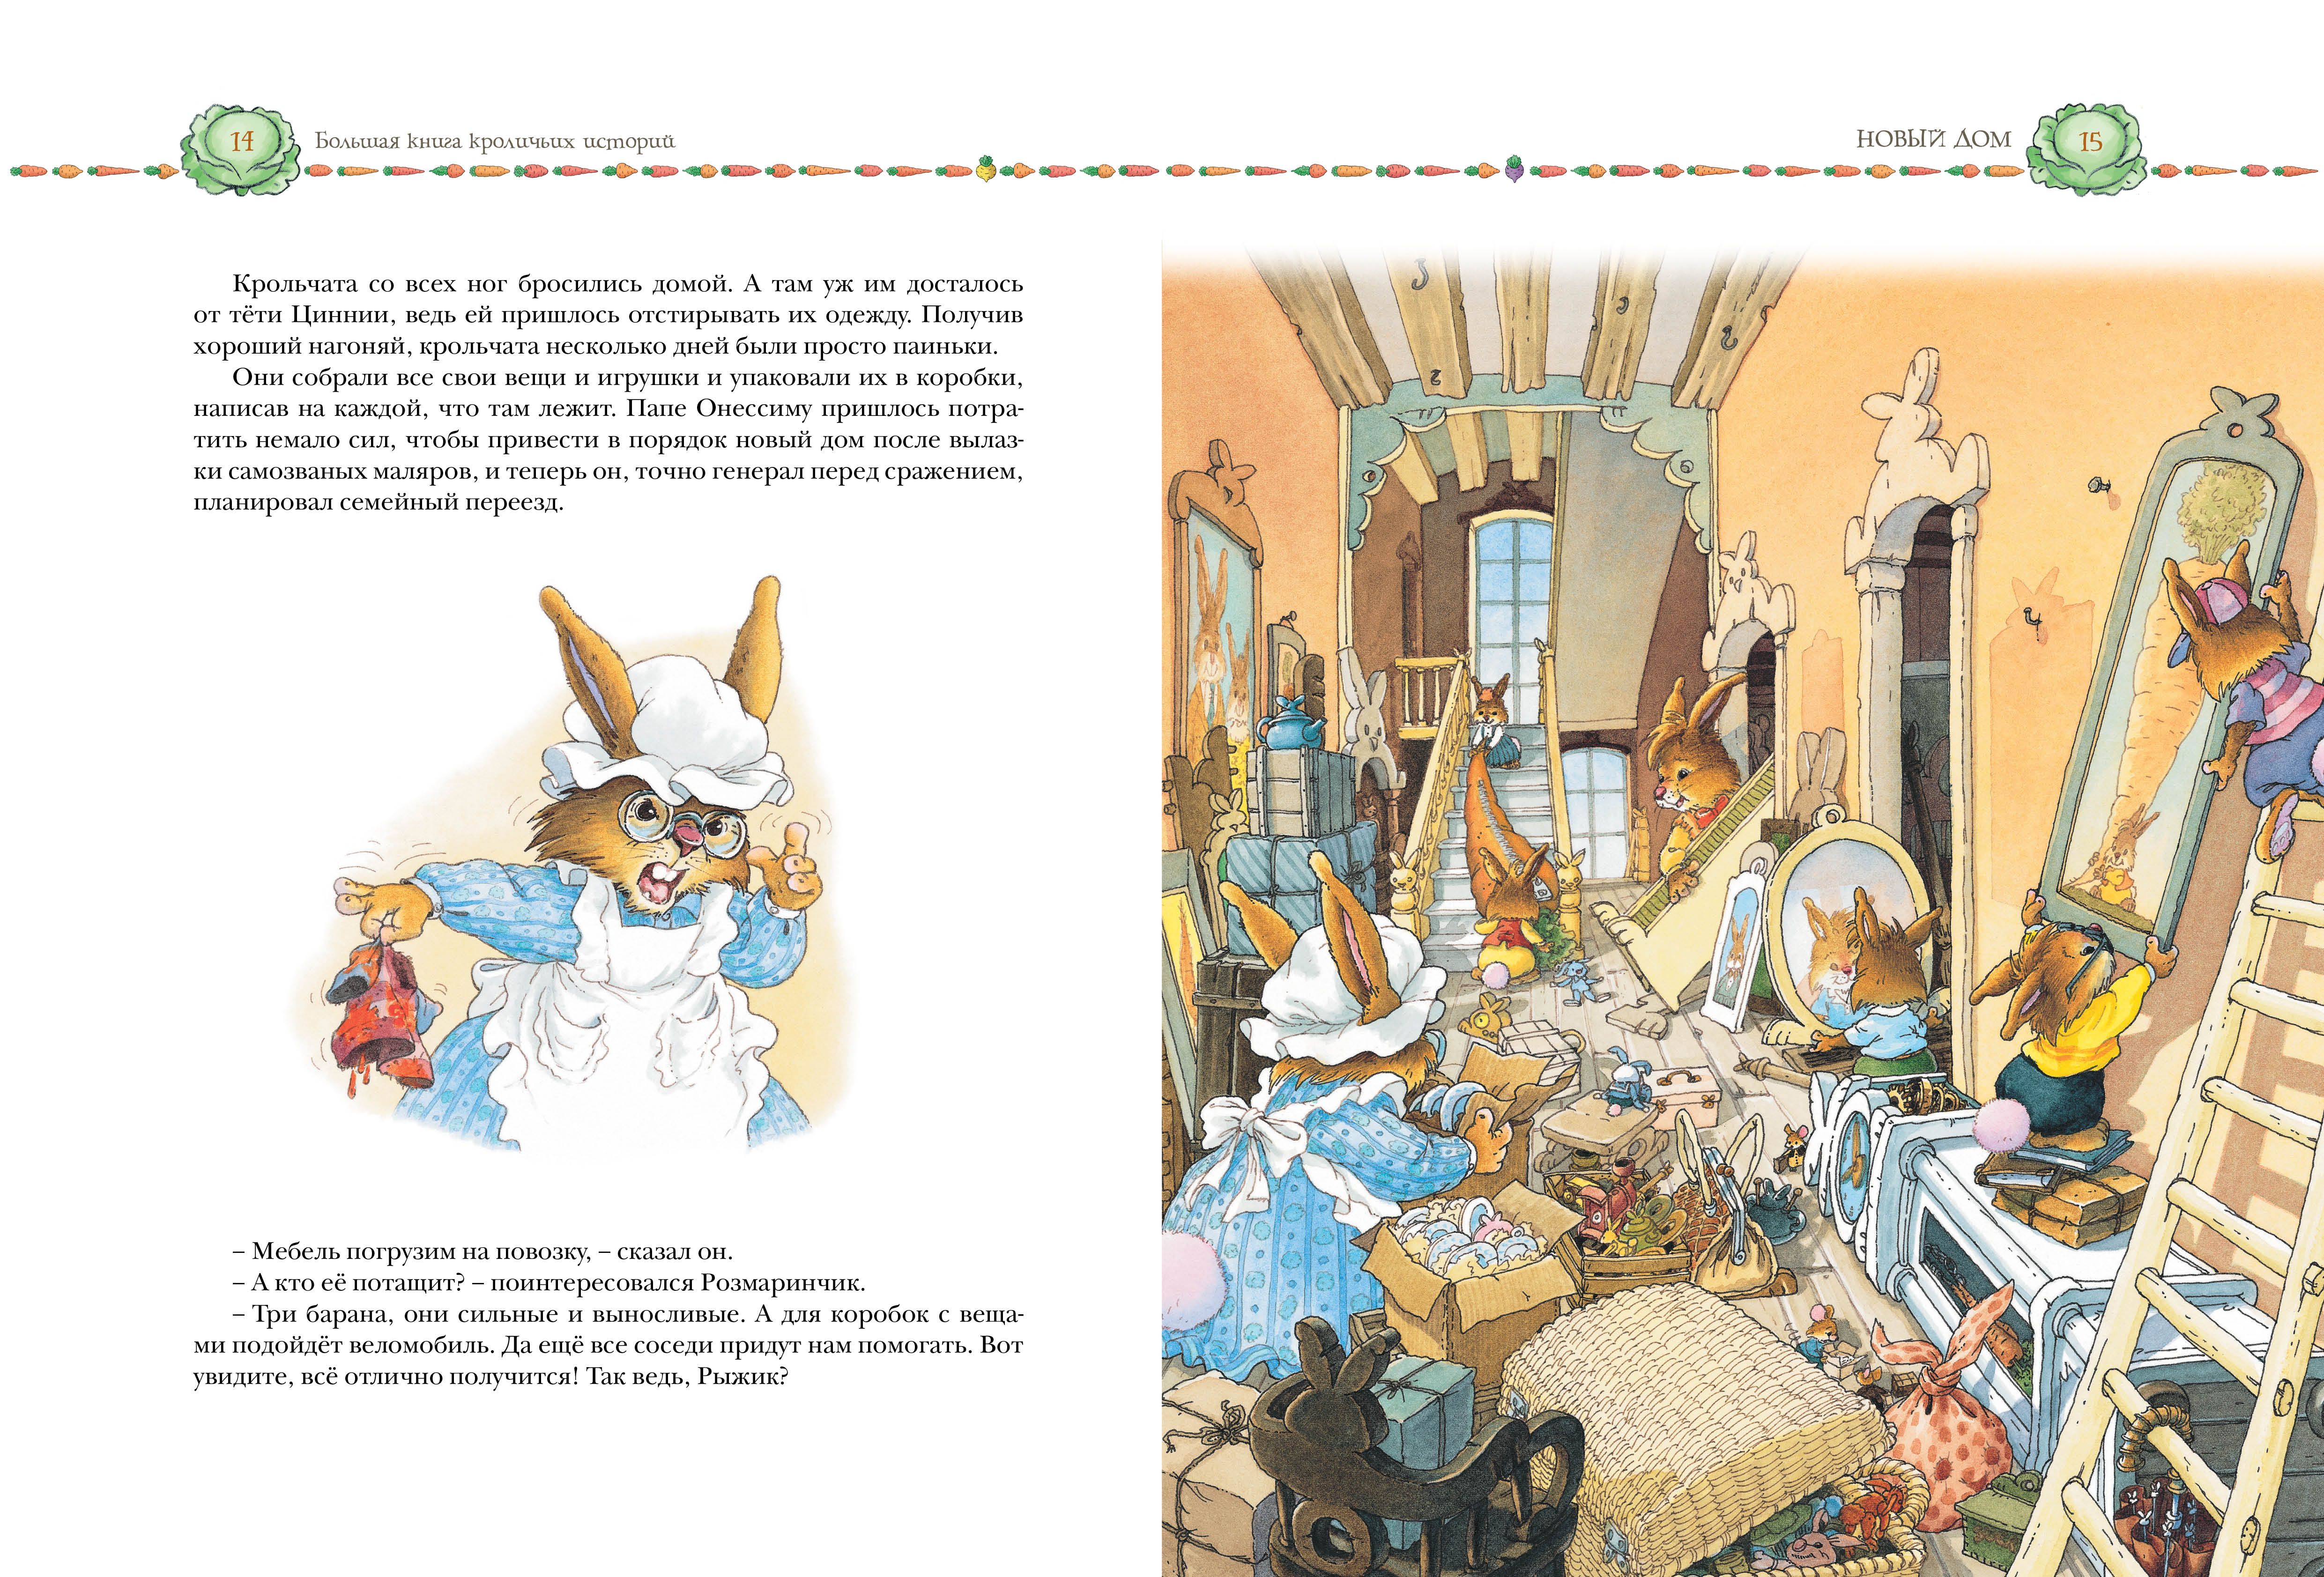 14
Большая книга кроличьих историй
НОВЫЙ ДОМ
15
Крольчата со всех ног бросились домой. А там уж им досталось
от тёти Циннии, ведь ей пришлось отстирывать их одежду. Получив
хороший нагоняй, крольчата несколько дней были просто паиньки.
Они собрали все свои вещи и игрушки и упаковали их в коробки,
написав на каждой, что там лежит. Папе Онессиму пришлось потра-
тить немало сил, чтобы привести в порядок новый дом после вылаз-
ки самозваных маляров, и теперь он, точно генерал перед сражением,
планировал семейный переезд.
– Мебель погрузим на повозку, – сказал он.
– А кто её потащит? – поинтересовался Розмаринчик.
– Три барана, они сильные и выносливые. А для коробок с веща-
ми подойдёт веломобиль. Да ещё все соседи придут нам помогать. Вот
увидите, всё отлично получится! Так ведь, Рыжик?